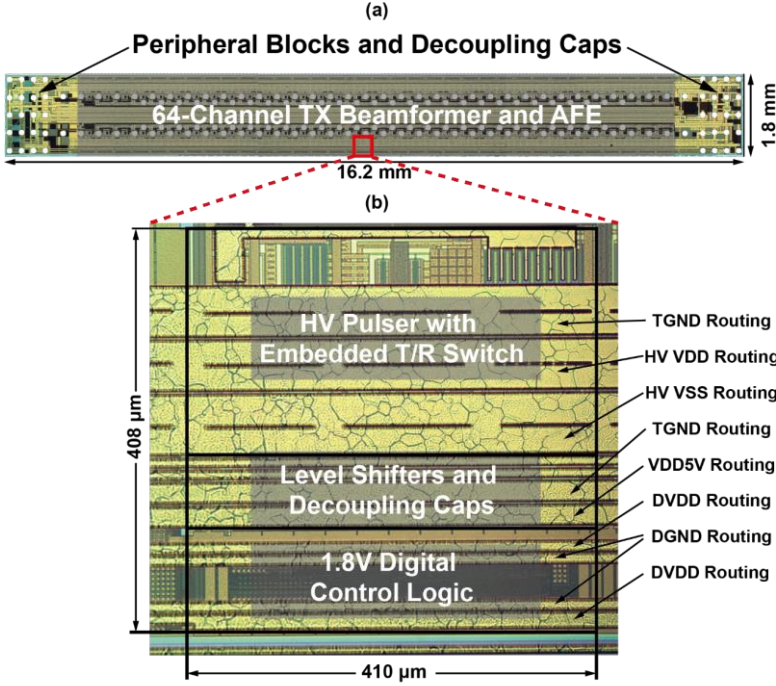 (a)
Peripheral Blocks and Decoupling Caps
64-Channel TX Beamformer and AFE
1.8 mm
16.2 mm
(b)
HV Pulser with
Embedded T/R Switch
TGND Routing
HV VDD Routing
HV VSS Routing
408 μm
TGND Routing
Level Shifters and
Decoupling Caps
VDD5V Routing
DVDD Routing
DGND Routing
1.8V Digital
Control Logic
DVDD Routing
410 μm